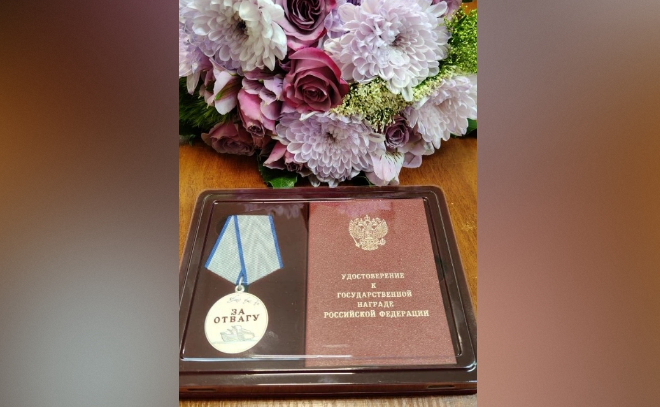 ЗА
ОТВАГУ
УДОСТОВЕРЕНИЕ
К
ГОСУДАРСТВЕННОЙ
НАГРАДЕ
РОССИЙСКОЙ ФЕДЕРАЦИИ